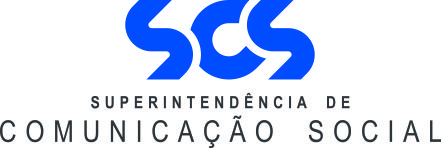 SCS
SUPERINTENDÊNCIA DE
COMUNICAÇÃO SOCIAL